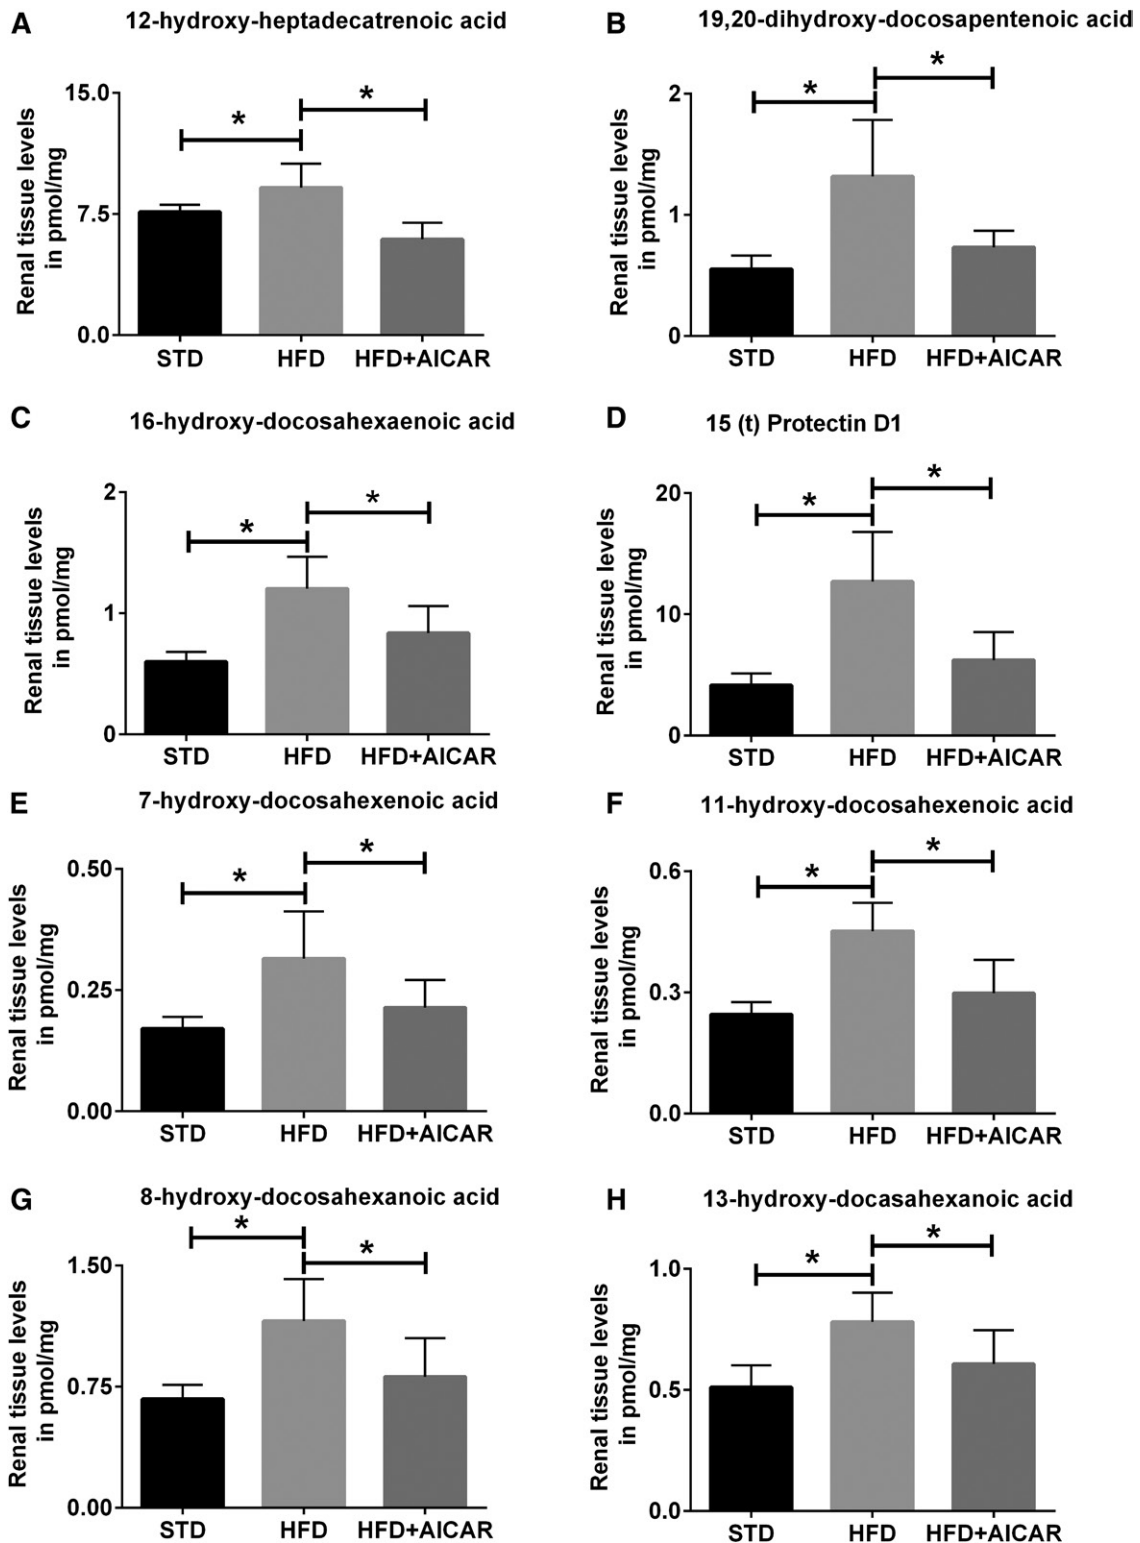 A
12-hydroxy-heptadecatrenoic acid
Renal tissue levels
in pmol/mg
15.0
7.5
0.0
*
*
STD
HFD
HFD+AICAR
B
19,20-dihydroxy-docosapentenoic acid
Renal tissue levels
in pmol/mg
2
1
0
*
*
STD
HFD
HFD+AICAR
C
16-hydroxy-docosahexaenoic acid
Renal tissue levels
in pmol/mg
2
1
0
*
*
STD
HFD
HFD+AICAR
D
15 (t) Protectin D1
Renal tissue levels
in pmol/mg
20
10
0
*
*
STD
HFD
HFD+AICAR
E
7-hydroxy-docosahexenoic acid
Renal tissue levels
in pmol/mg
0.50
0.25
0.00
*
*
STD
HFD
HFD+AICAR
F
11-hydroxy-docosahexenoic acid
Renal tissue levels
in pmol/mg
0.6
0.3
0.0
*
*
STD
HFD
HFD+AICAR
G
8-hydroxy-docosahexanoic acid
Renal tissue levels
in pmol/mg
1.50
0.75
0.00
*
*
STD
HFD
HFD+AICAR
H
13-hydroxy-docasahexanoic acid
Renal tissue levels
in pmol/mg
1.0
0.5
0.0
*
*
STD
HFD
HFD+AICAR